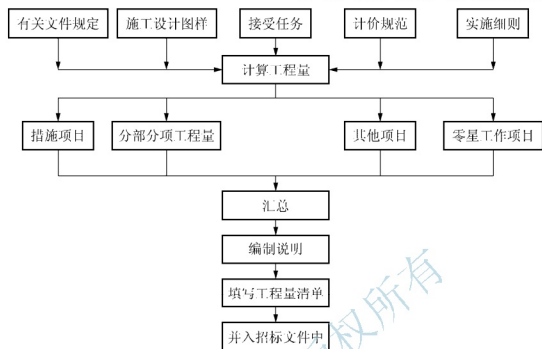 有关文件规定
施工设计图样
接受任务
计价规范
实施细则
计算工程量
措施项目
分部分项工程量
其他项目
零星工作项目
汇总
编制说明
填写工程量清单
并入招标文件中
权所有